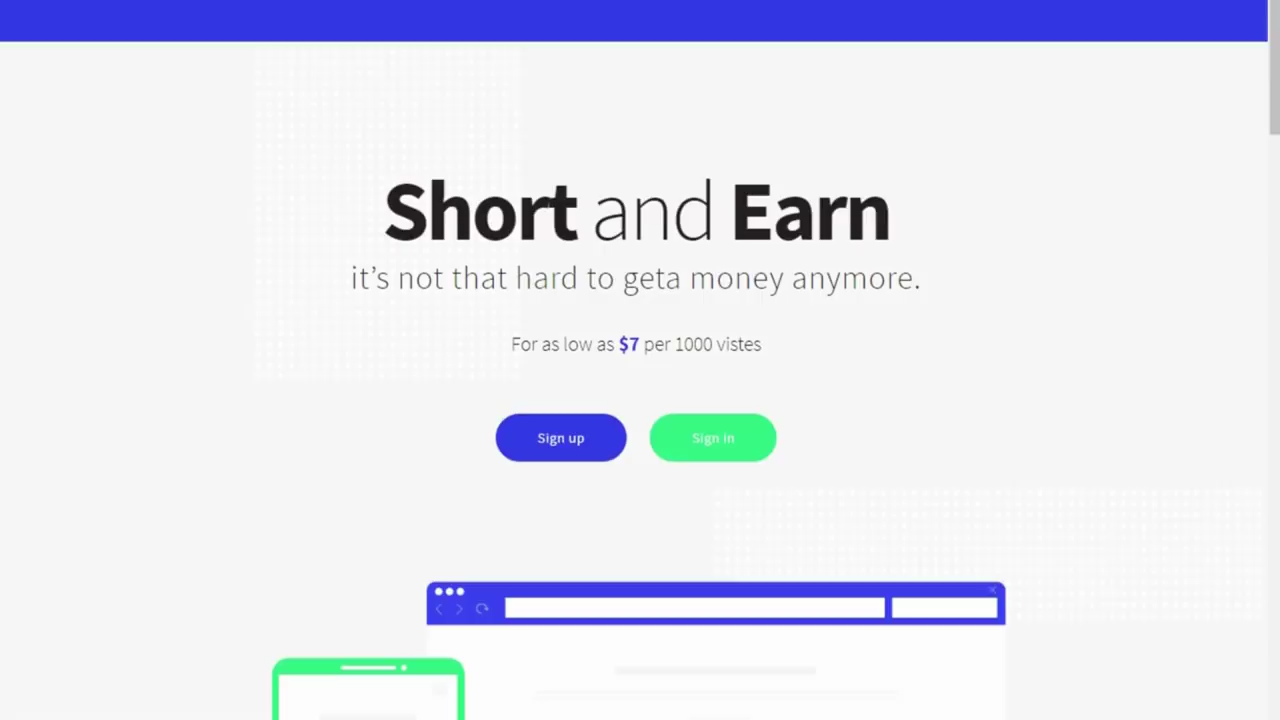 Short and Earn
it’s not that hard to geta money anymore.
For as low as $7 per 1000 vistes
Sign up
Sign in